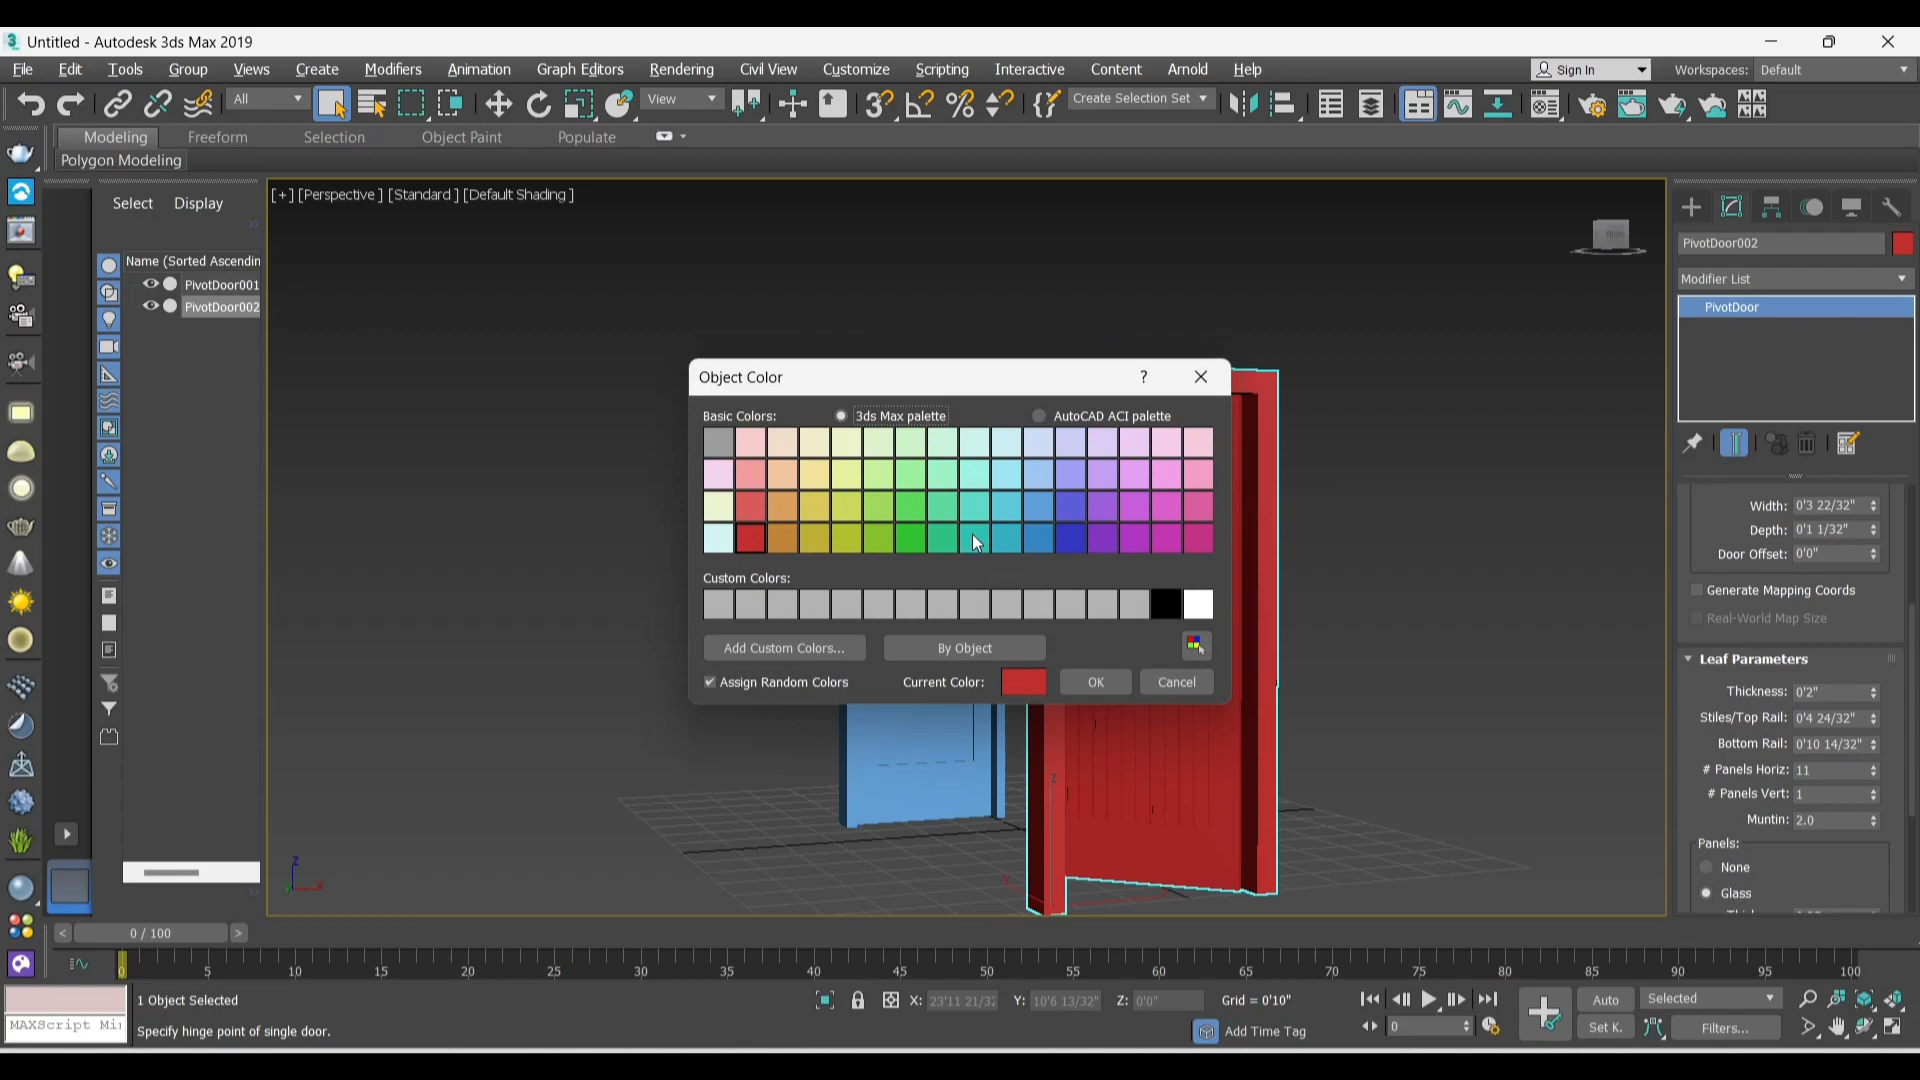 Untitled - Autodesk 3ds Max 2019
File Edit Tools Group Views Create Modifiers Animation Graph Editors Rendering Civil View Customize Scripting Interactive Content Arnold Help Sign In Workspaces: Default
All View Create Selection Set
Modeling Freeform Selection Object Paint Populate
Polygon Modeling
[+] [Perspective ] [Standard ] [Default Shading ]
Select Display
Name (Sorted Ascendin
PivotDoor001
PivotDoor002
Object Color ?
Basic Colors: 3ds Max palette AutoCAD ACI palette
Custom Colors:
Add Custom Colors... By Object
Assign Random Colors Current Color: OK Cancel
PivotDoor002
Modifier List
PivotDoor
Width: 0'3 22/32"
Depth: 0'1 1/32"
Door Offset: 0'0"
Generate Mapping Coords
Real-World Map Size
Leaf Parameters
Thickness: 0'2"
Stiles/Top Rail: 0'4 24/32"
Bottom Rail: 0'10 14/32"
# Panels Horiz: 11
# Panels Vert: 1
Muntin: 2.0
Panels:
None
Glass
z
x
y
z
x
< 0 / 100 >
0 5 10 15 20 25 30 35 40 45 50 55 60 65 70 75 80 85 90 95 100
1 Object Selected X: 23'11 21/32 Y: 10'6 13/32" Z: 0'0" Grid = 0'10" Auto Selected
MAXScript Mi
Specify hinge point of single door. Add Time Tag 0 Set K. Filters...